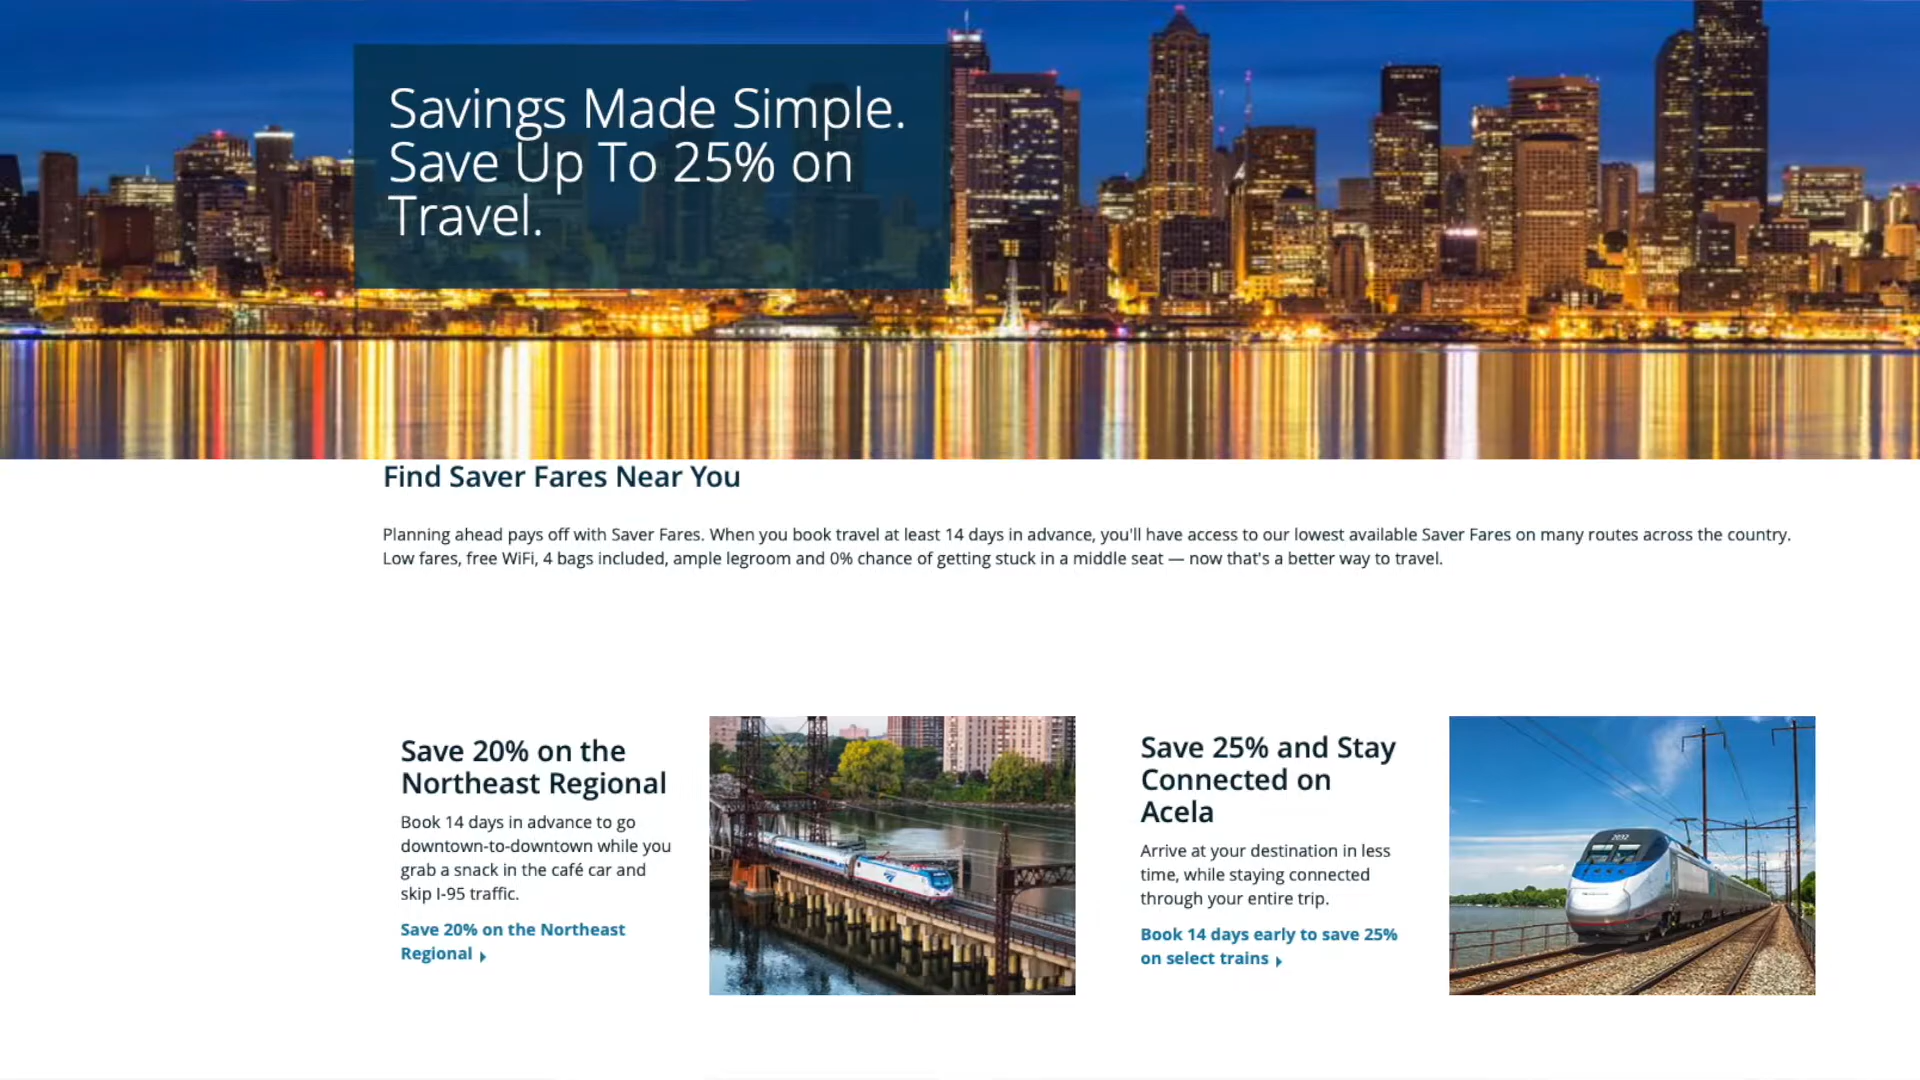 Savings Made Simple.
Save Up To 25% on
Travel.
Find Saver Fares Near You
Planning ahead pays off with Saver Fares. When you book travel at least 14 days in advance, you'll have access to our lowest available Saver Fares on many routes across the country.
Low fares, free WiFi, 4 bags included, ample legroom and 0% chance of getting stuck in a middle seat — now that's a better way to travel.
Save 20% on the
Northeast Regional
Book 14 days in advance to go
downtown-to-downtown while you
grab a snack in the café car and
skip I-95 traffic.
Save 20% on the Northeast
Regional
Save 25% and Stay
Connected on
Acela
Arrive at your destination in less
time, while staying connected
through your entire trip.
Book 14 days early to save 25%
on select trains